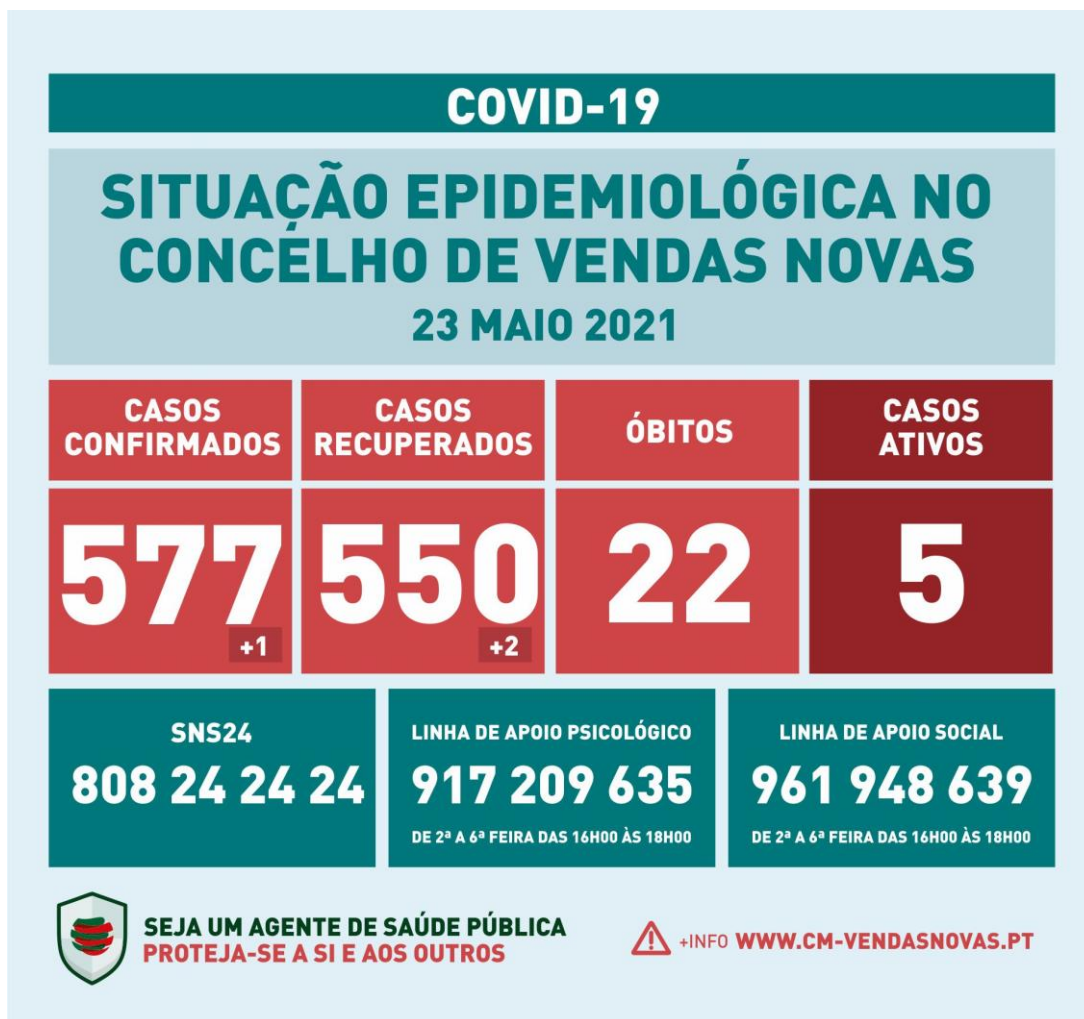 COVID-19
SITUAÇÃO EPIDEMIOLÓGICA NO
CONCELHO DE VENDAS NOVAS
23 MAIO 2021
CASOS
CONFIRMADOS
577
+1
CASOS
RECUPERADOS
550
+2
ÓBITOS
22
CASOS
ATIVOS
5
SNS24
808 24 24 24
LINHA DE APOIO PSICOLÓGICO
917 209 635
DE 2ª A 6ª FEIRA DAS 16H00 ÀS 18H00
LINHA DE APOIO SOCIAL
961 948 639
DE 2ª A 6ª FEIRA DAS 16H00 ÀS 18H00
SEJA UM AGENTE DE SAÚDE PÚBLICA
PROTEJA-SE A SI E AOS OUTROS
+INFO WWW.CM-VENDASNOVAS.PT